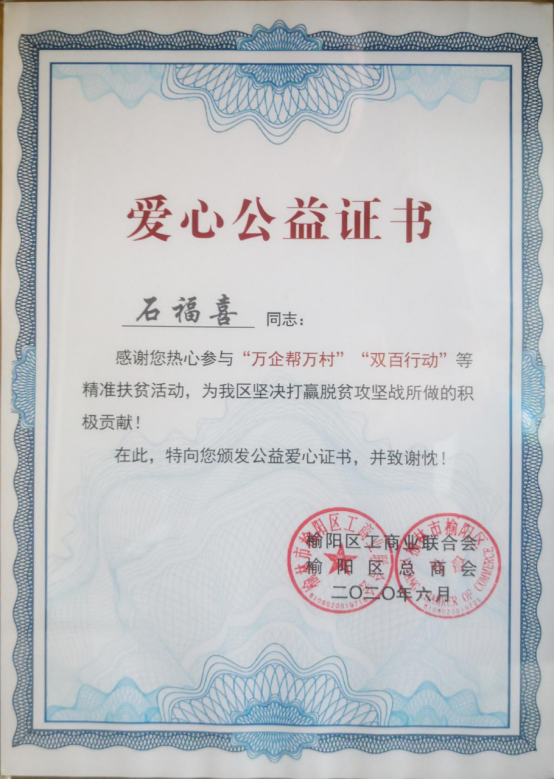 爱心公益证书
石福喜 同志：
感谢您热心参与“万企帮万村”“双百行动”等
精准扶贫活动，为我区坚决打赢脱贫攻坚战所做的积
极贡献！
在此，特向您颁发公益爱心证书，并致谢忱！
榆阳区工商业联合会
榆阳区总商会
二〇二〇年六月